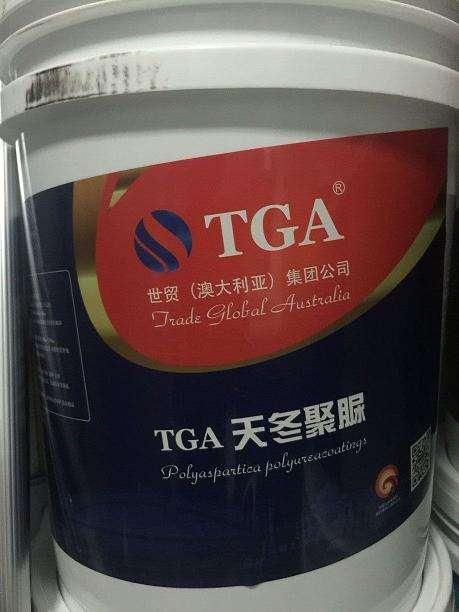 TGA®
世贸（澳大利亚）集团公司
Trade Global Australia
TGA 天冬聚脲
Polyaspartica polyureacoatings